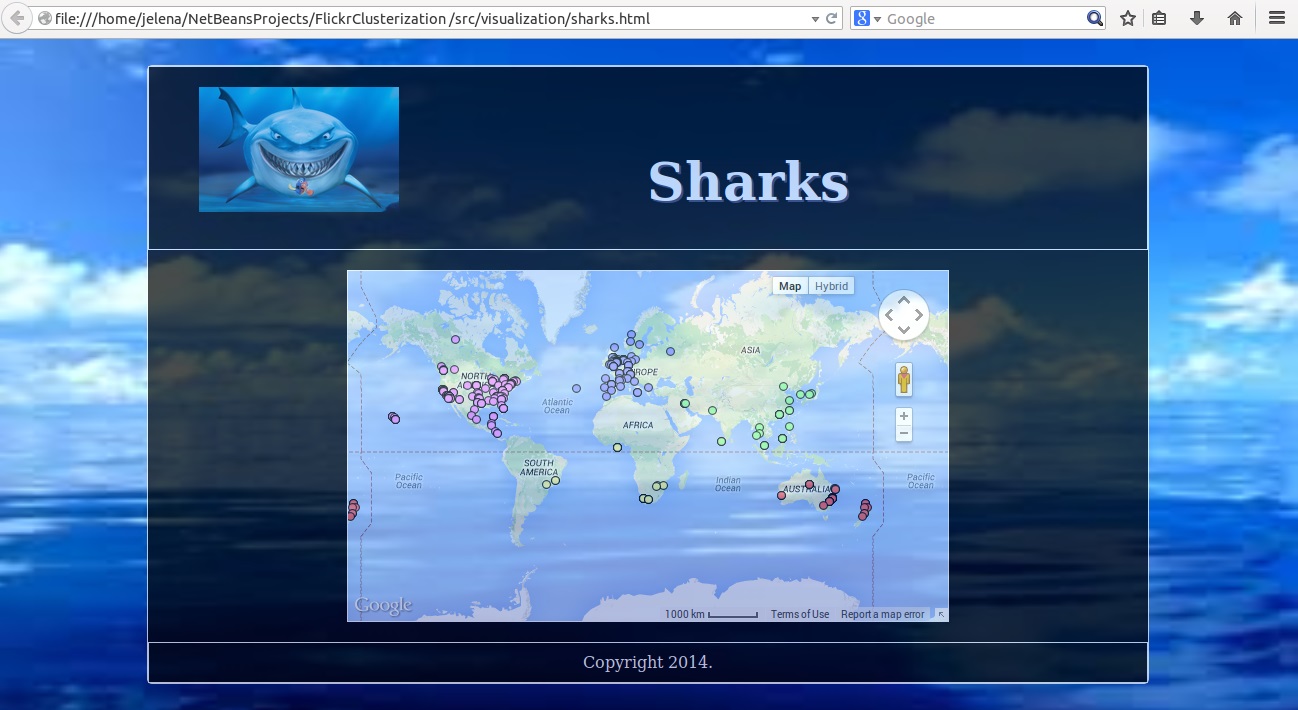 file:///home/jelena/NetBeansProjects/FlickrClusterization/src/visualization/sharks.html
8 Google
Sharks
Map Hybrid
ASIA
NORTH
Atlantic
Ocean
AFRICA
SOUTH
AMERICA
Pacific
Ocean
Indian
Ocean
AUSTRALIA
Pacific
Ocean
+
−
Google
1000 km Terms of Use Report a map error
Copyright 2014.